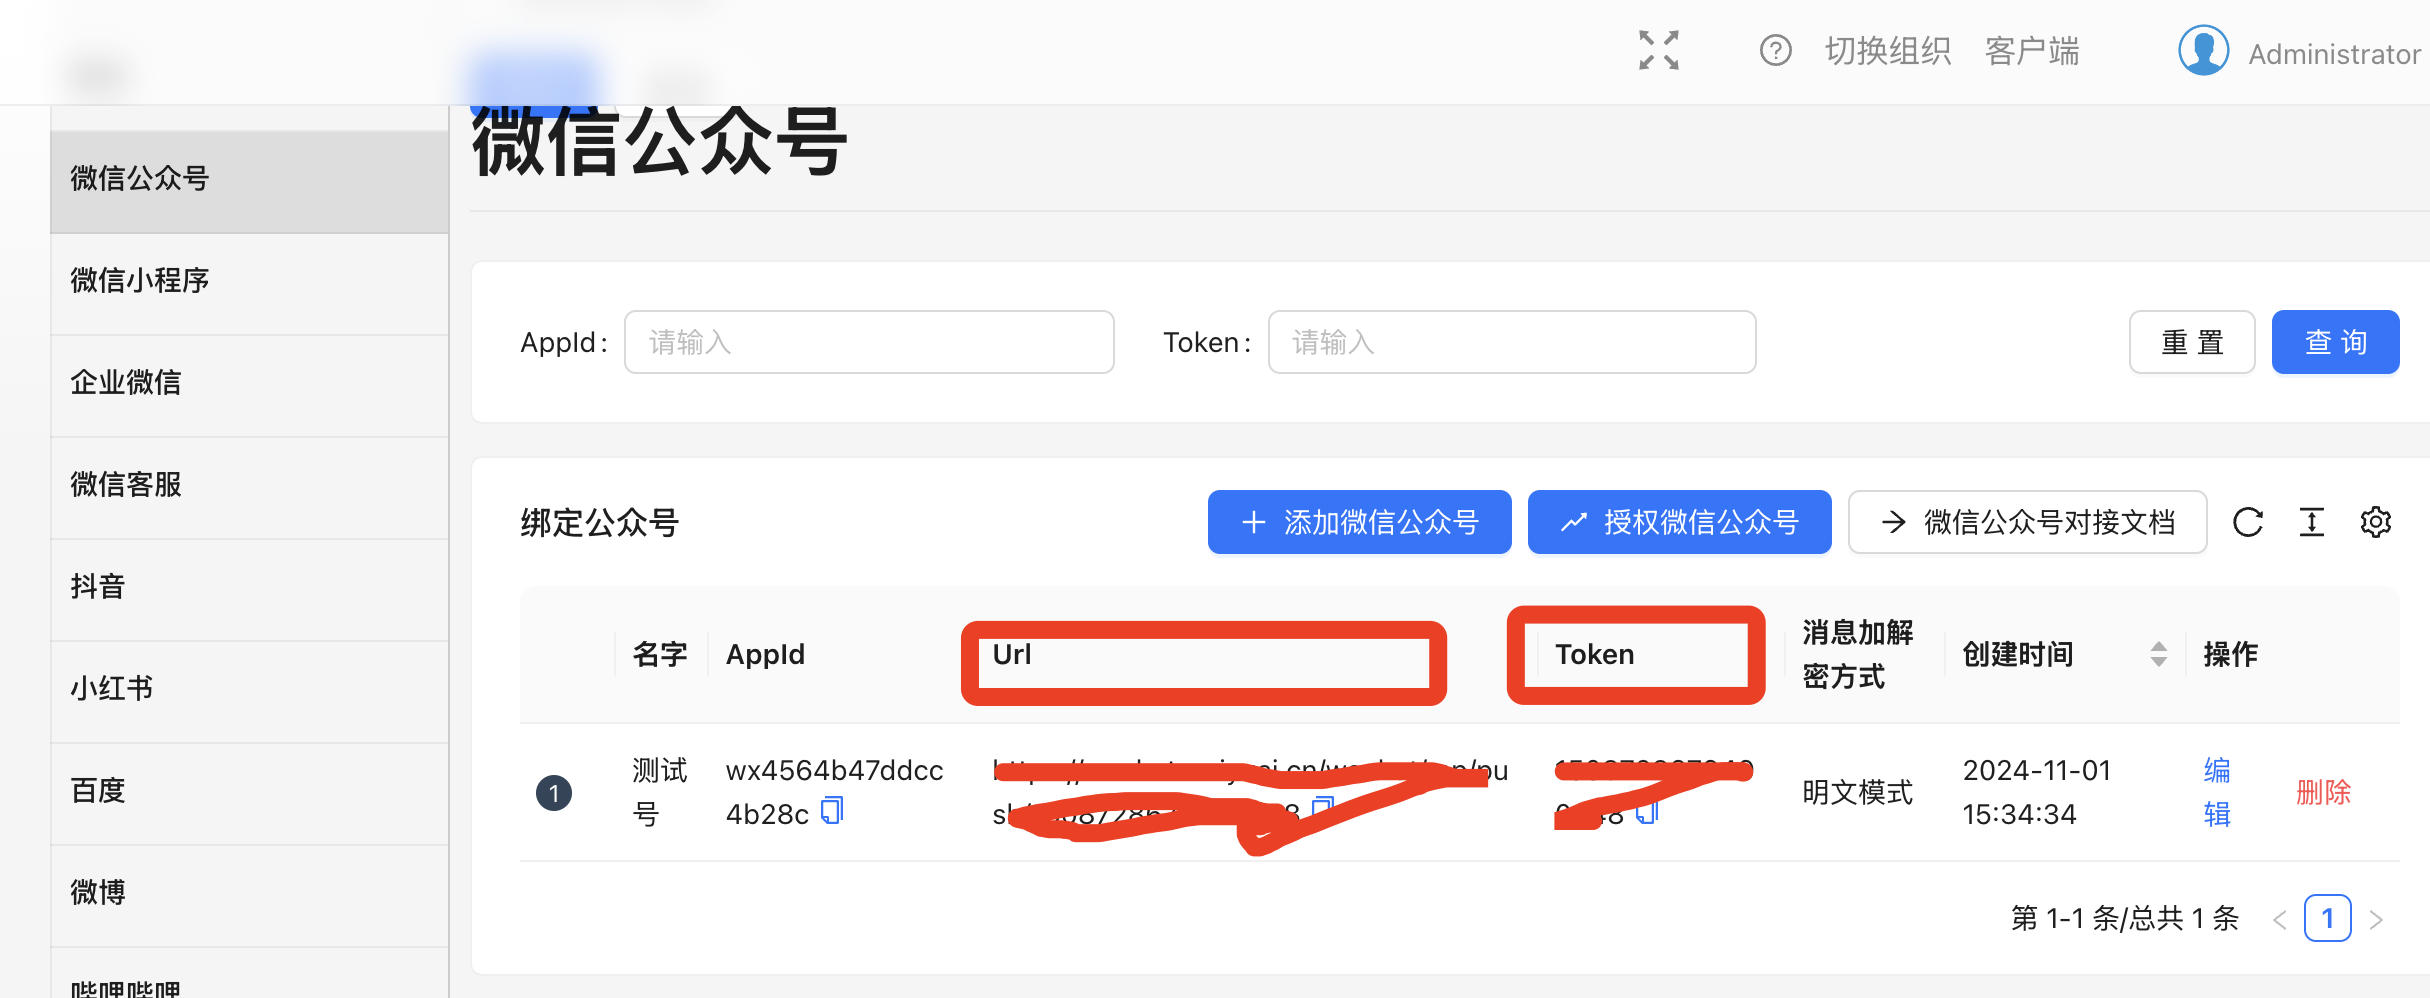 切换组织 客户端 Administrator
微信公众号
微信小程序
企业微信
微信客服
抖音
小红书
百度
微博
哔哩哔哩
微信公众号
AppId: 请输入 Token: 请输入 重 置 查 询
绑定公众号 添加微信公众号 授权微信公众号 微信公众号对接文档
名字 AppId Url Token 消息加解密方式 创建时间 操作
1 测试号 wx4564b47ddcc4b28c 明文模式 2024-11-01 15:34:34 编辑 删除
第 1-1 条/总共 1 条 1